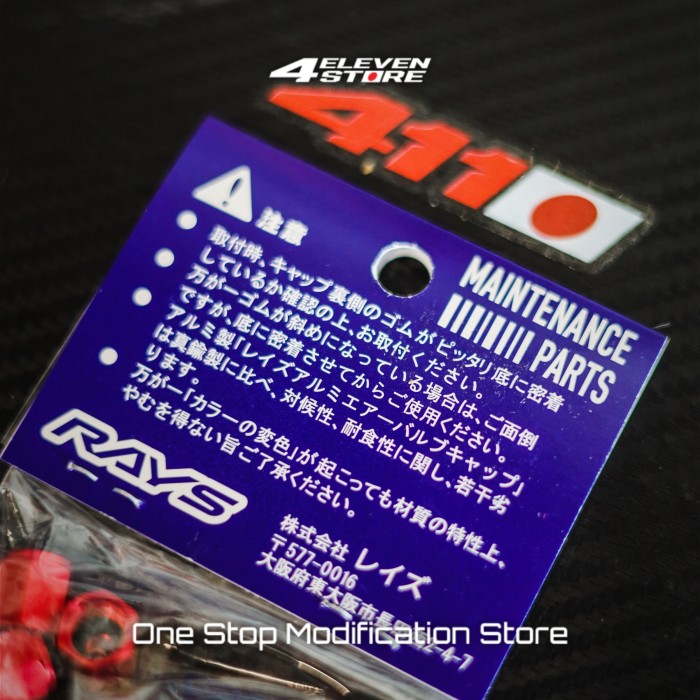 4 ELEVEN
STORE
411
注意
取付時、キャップ裏側のゴムがピッタリ底に密着
しているか確認の上、お取付ください。
万が一ゴムが斜めになっている場合は、ご面倒
ですが、底に密着させてからご使用ください。
アルミ製「レイズアルミエアーバルブキャップ」
は真鍮製に比べ、対候性、耐食性に関し、若干劣
ります。
万が一「カラーの変色」が起こっても材質の特性上、
やむを得ない旨ご了承ください。
MAINTENANCE
PARTS
RAYS
株式会社 レイズ
〒577-0016
大阪府東大阪市長田
2-4-7
One Stop Modification Store